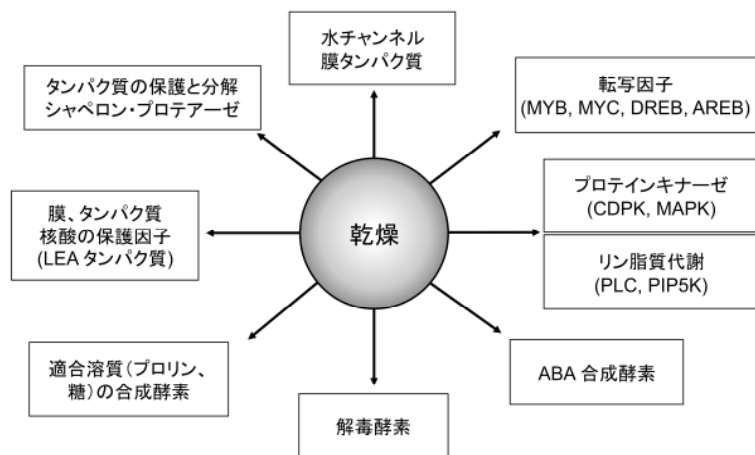 水チャンネル
膜タンパク質
タンパク質の保護と分解
シャペロン・プロテアーゼ
転写因子
(MYB, MYC, DREB, AREB)
膜、タンパク質
核酸の保護因子
(LEA タンパク質)
乾燥
プロテインキナーゼ
(CDPK, MAPK)
リン脂質代謝
(PLC, PIP5K)
適合溶質(プロリン、
糖)の合成酵素
解毒酵素
ABA 合成酵素